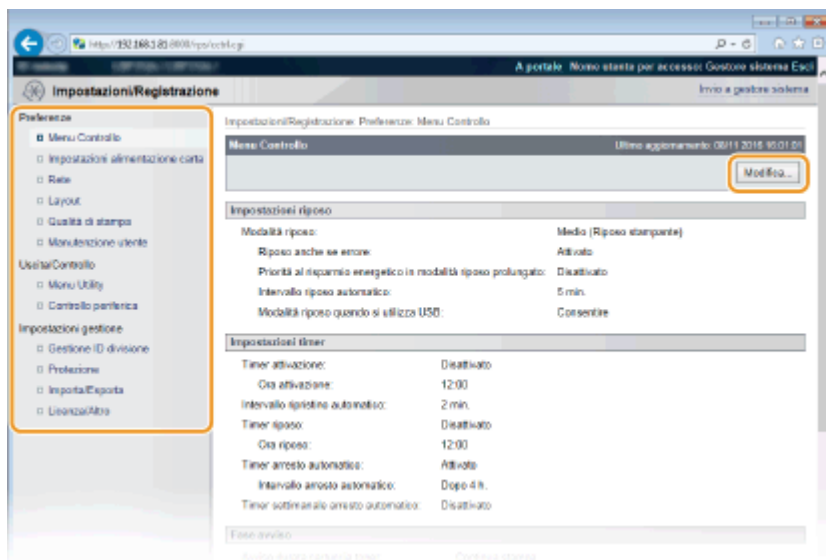 https://192.168.1.81:8000/rps/
A portale Nome utente per accesso: Gestore sistema Esci
Impostazioni/Registrazione
Invio a gestore sistema
Preferenze
Menu Controllo
Impostazioni alimentazione carta
Rete
Layout
Qualità di stampa
Manutenzione utente
Uscita/Controllo
Menu Utility
Controllo periferica
Impostazioni gestione
Gestione ID divisione
Protezione
Importa/Esporta
Licenza/Altro
Impostazioni/Registrazione: Preferenze: Menu Controllo
Menu Controllo
Ultimo aggiornamento: 08/11 2016 16:01:01
Modifica...
Impostazioni riposo
Modalità riposo: Medio (Riposo stampante)
Riposo anche se errore: Attivato
Priorità al risparmio energetico in modalità riposo prolungato: Disattivato
Intervallo riposo automatico: 5 min.
Modalità riposo quando si utilizza USB: Consentire
Impostazioni timer
Timer attivazione: Disattivato
Ora attivazione: 12:00
Intervallo ripristino automatico: 2 min.
Timer riposo: Disattivato
Ora riposo: 12:00
Timer arresto automatico: Attivato
Intervallo arresto automatico: Dopo 4 h.
Timer settimanale arresto automatico: Disattivato
Fase avviso